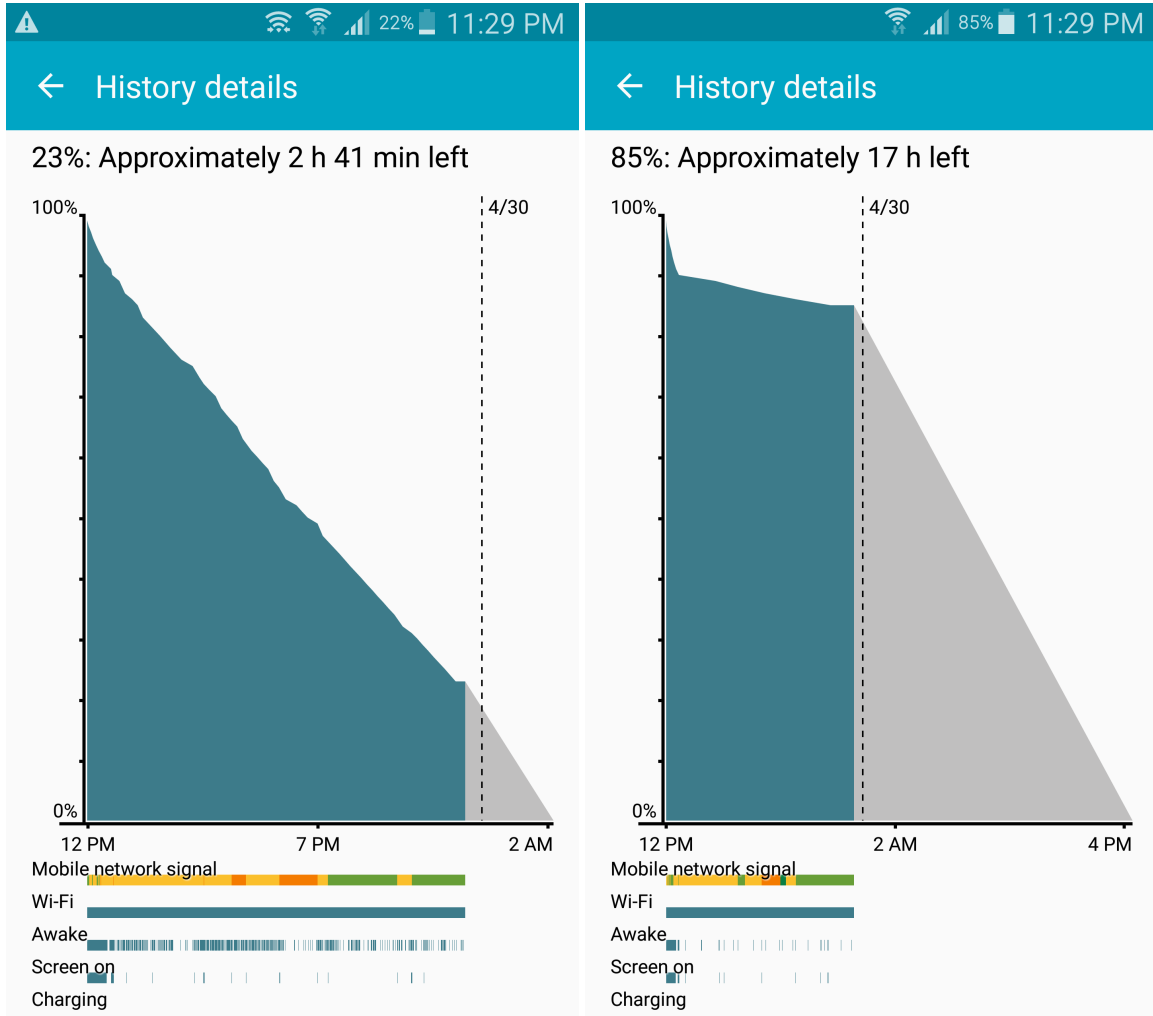 22% 11:29 PM
History details
23%: Approximately 2 h 41 min left
4/30
100%
0%
12 PM 7 PM 2 AM
Mobile network signal
Wi-Fi
Awake
Screen on
Charging
85% 11:29 PM
History details
85%: Approximately 17 h left
4/30
100%
0%
12 PM 2 AM 4 PM
Mobile network signal
Wi-Fi
Awake
Screen on
Charging